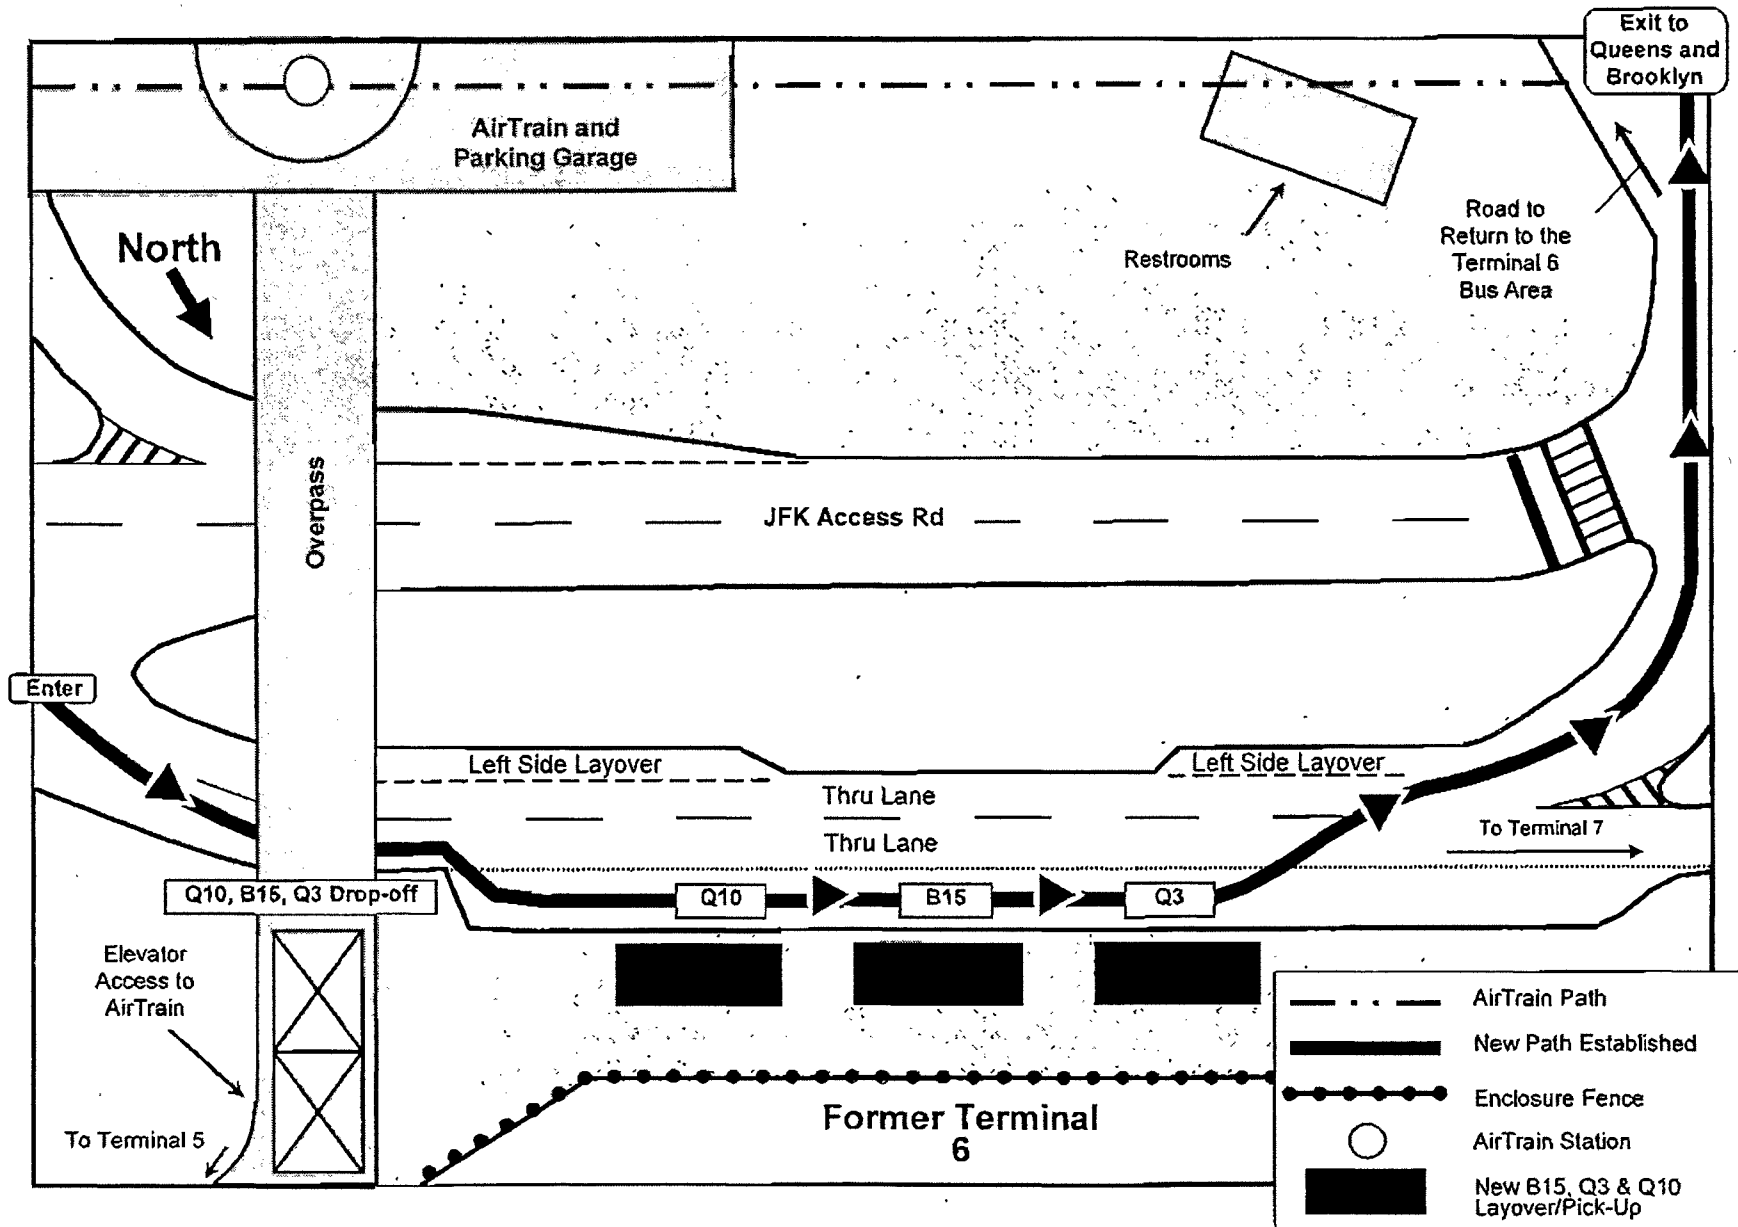 Exit to
Queens and
Brooklyn
AirTrain and
Parking Garage
North
Restrooms
Road to
Return to the
Terminal 6
Bus Area
Overpass
JFK Access Rd
Enter
Left Side Layover
Left Side Layover
Thru Lane
Thru Lane
To Terminal 7
Q10, B15, Q3 Drop-off
Q10
B15
Q3
Elevator
Access to
AirTrain
To Terminal 5
Former Terminal
6
AirTrain Path
New Path Established
Enclosure Fence
AirTrain Station
New B15, Q3 & Q10
Layover/Pick-Up